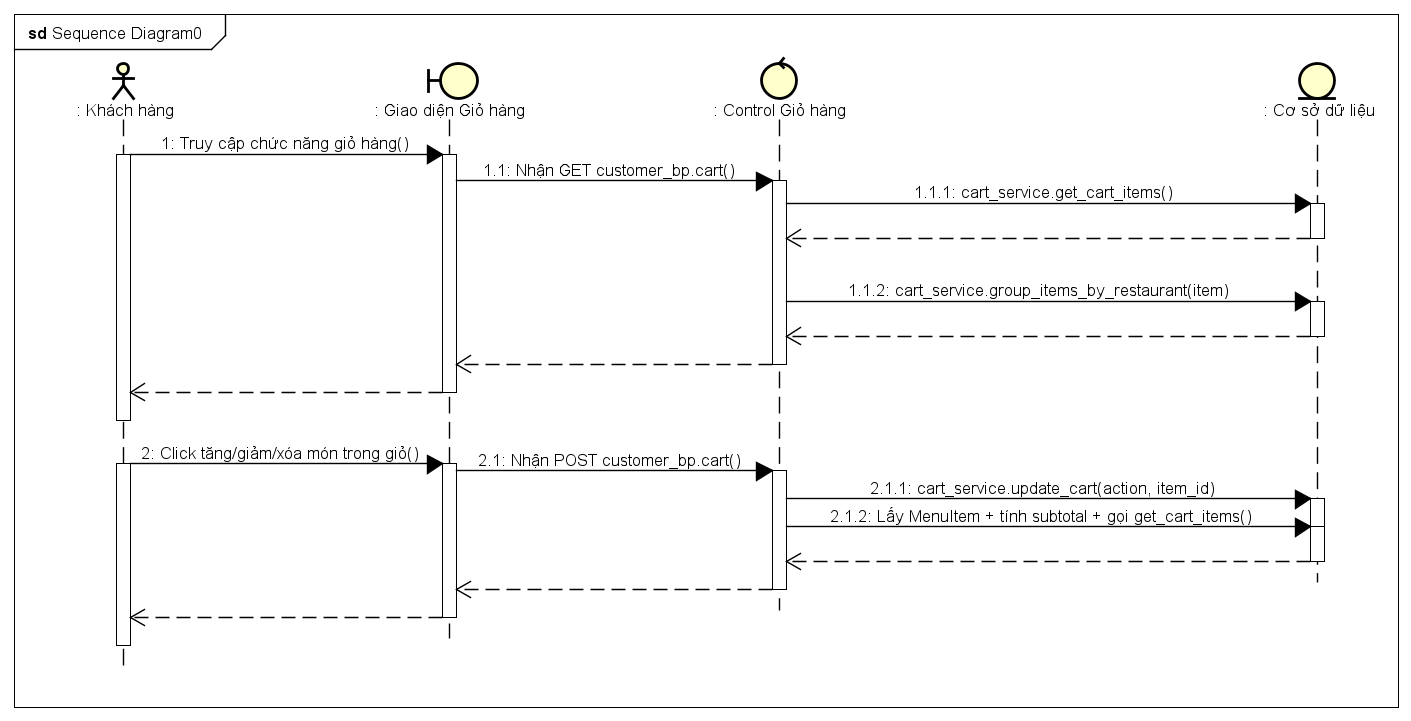 sd Sequence Diagram0
: Khách hàng
: Giao diện Giỏ hàng
: Control Giỏ hàng
: Cơ sở dữ liệu
1: Truy cập chức năng giỏ hàng()
1.1: Nhận GET customer_bp.cart()
1.1.1: cart_service.get_cart_items()
1.1.2: cart_service.group_items_by_restaurant(item)
2: Click tăng/giảm/xóa món trong giỏ()
2.1: Nhận POST customer_bp.cart()
2.1.1: cart_service.update_cart(action, item_id)
2.1.2: Lấy MenuItem + tính subtotal + gọi get_cart_items()